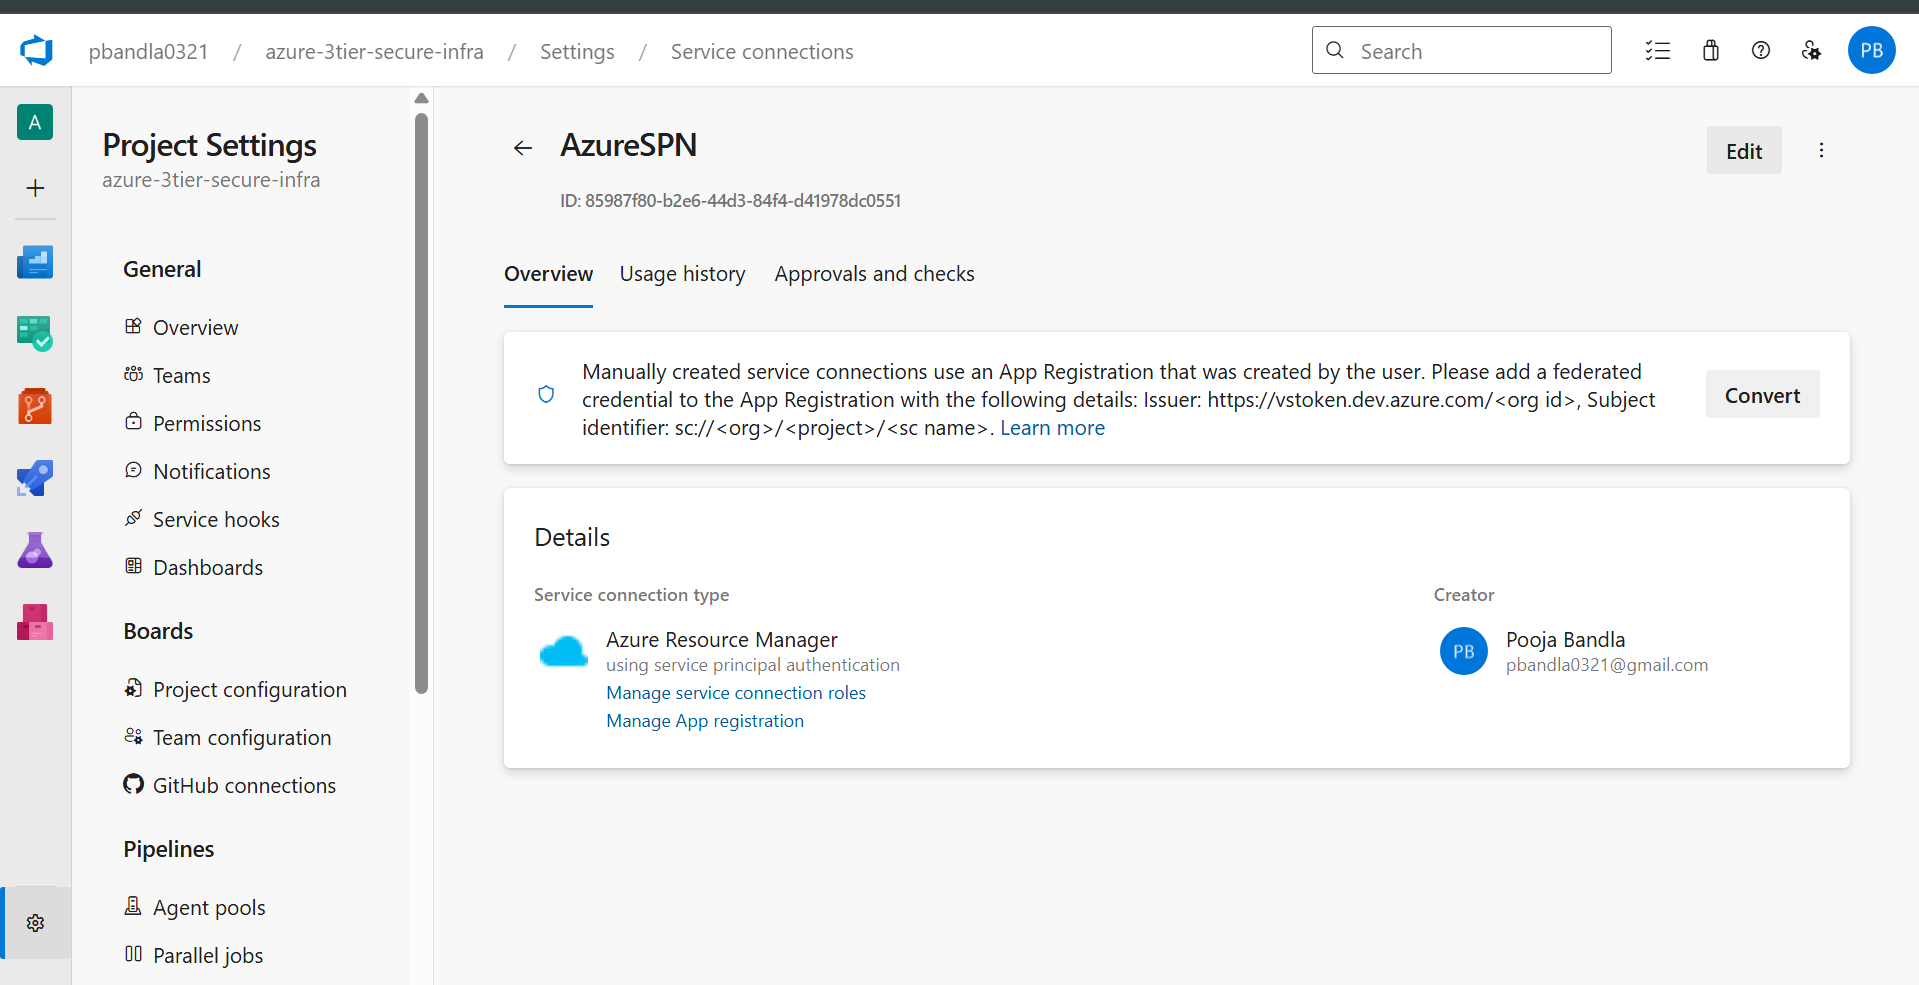 pbandla0321 / azure-3tier-secure-infra / Settings / Service connections
Search
PB
A
Project Settings
azure-3tier-secure-infra
General
Overview
Teams
Permissions
Notifications
Service hooks
Dashboards
Boards
Project configuration
Team configuration
GitHub connections
Pipelines
Agent pools
Parallel jobs
AzureSPN
Edit
ID: 85987f80-b2e6-44d3-84f4-d41978dc0551
Overview Usage history Approvals and checks
Manually created service connections use an App Registration that was created by the user. Please add a federated
credential to the App Registration with the following details: Issuer: https://vstoken.dev.azure.com/<org id>, Subject
identifier: sc://<org>/<project>/<sc name>. Learn more
Convert
Details
Service connection type
Azure Resource Manager
using service principal authentication
Manage service connection roles
Manage App registration
Creator
PB
Pooja Bandla
pbandla0321@gmail.com